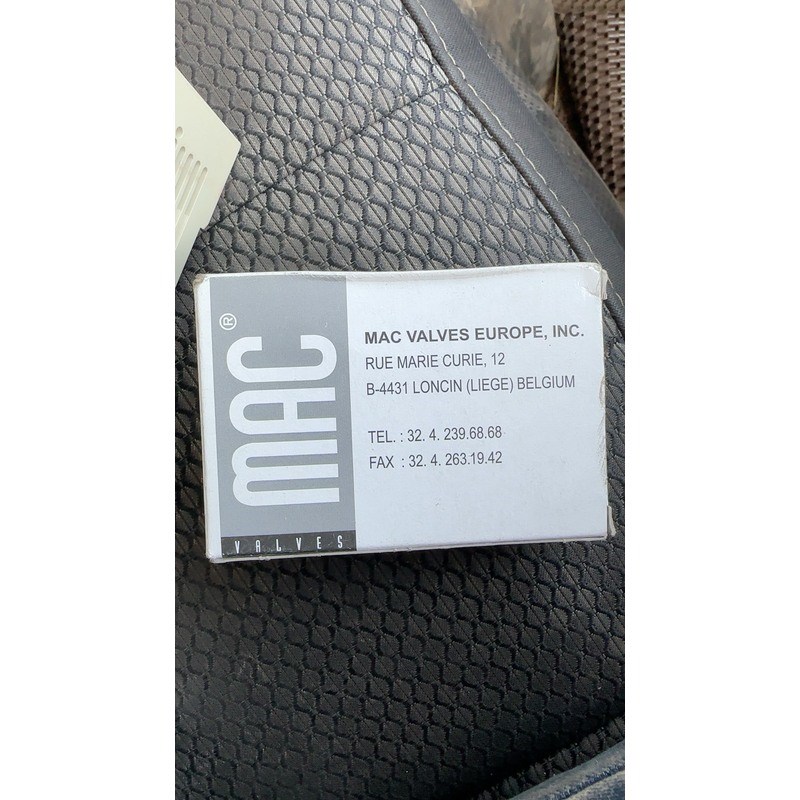 MAC®
VALVES
MAC VALVES EUROPE, INC.
RUE MARIE CURIE, 12
B-4431 LONCIN (LIEGE) BELGIUM
TEL. : 32. 4. 239.68.68
FAX : 32. 4. 263.19.42